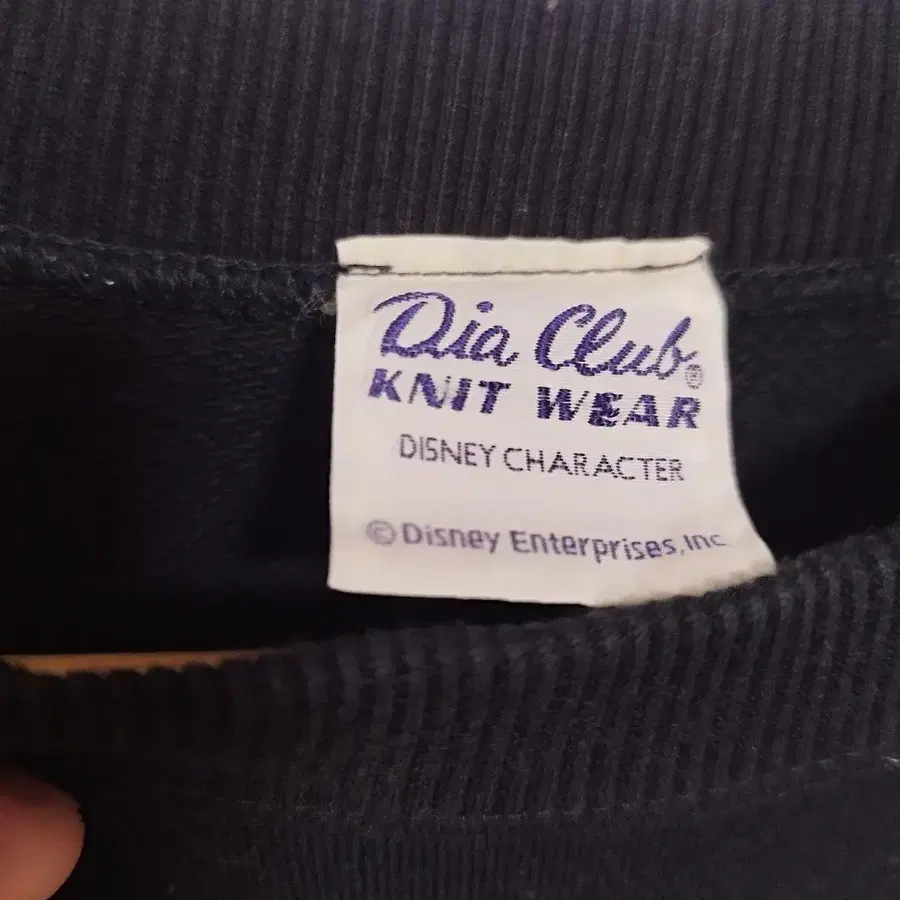 Dia Club®
KNIT WEAR
DISNEY CHARACTER
©Disney Enterprises, Inc